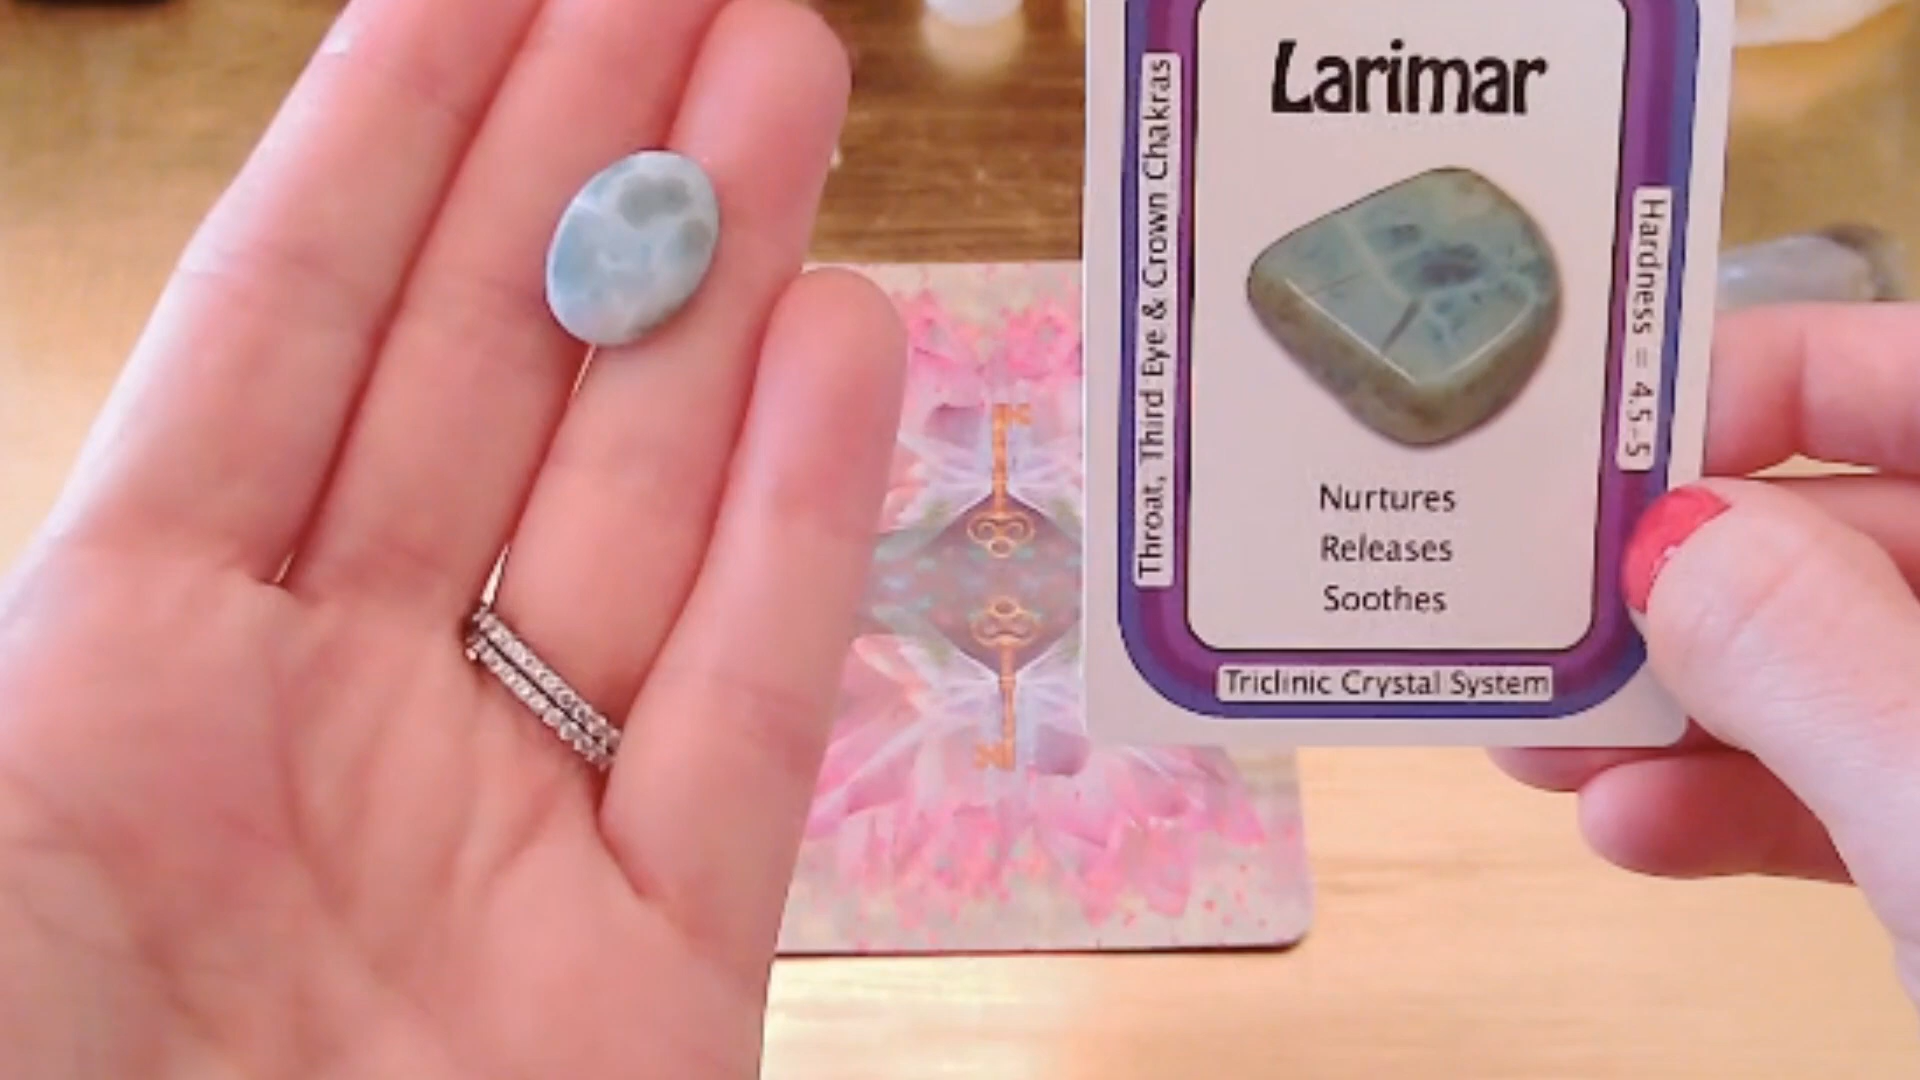 Larimar
Throat, Third Eye & Crown Chakras
Hardness = 4.5-5
Nurtures
Releases
Soothes
Triclinic Crystal System